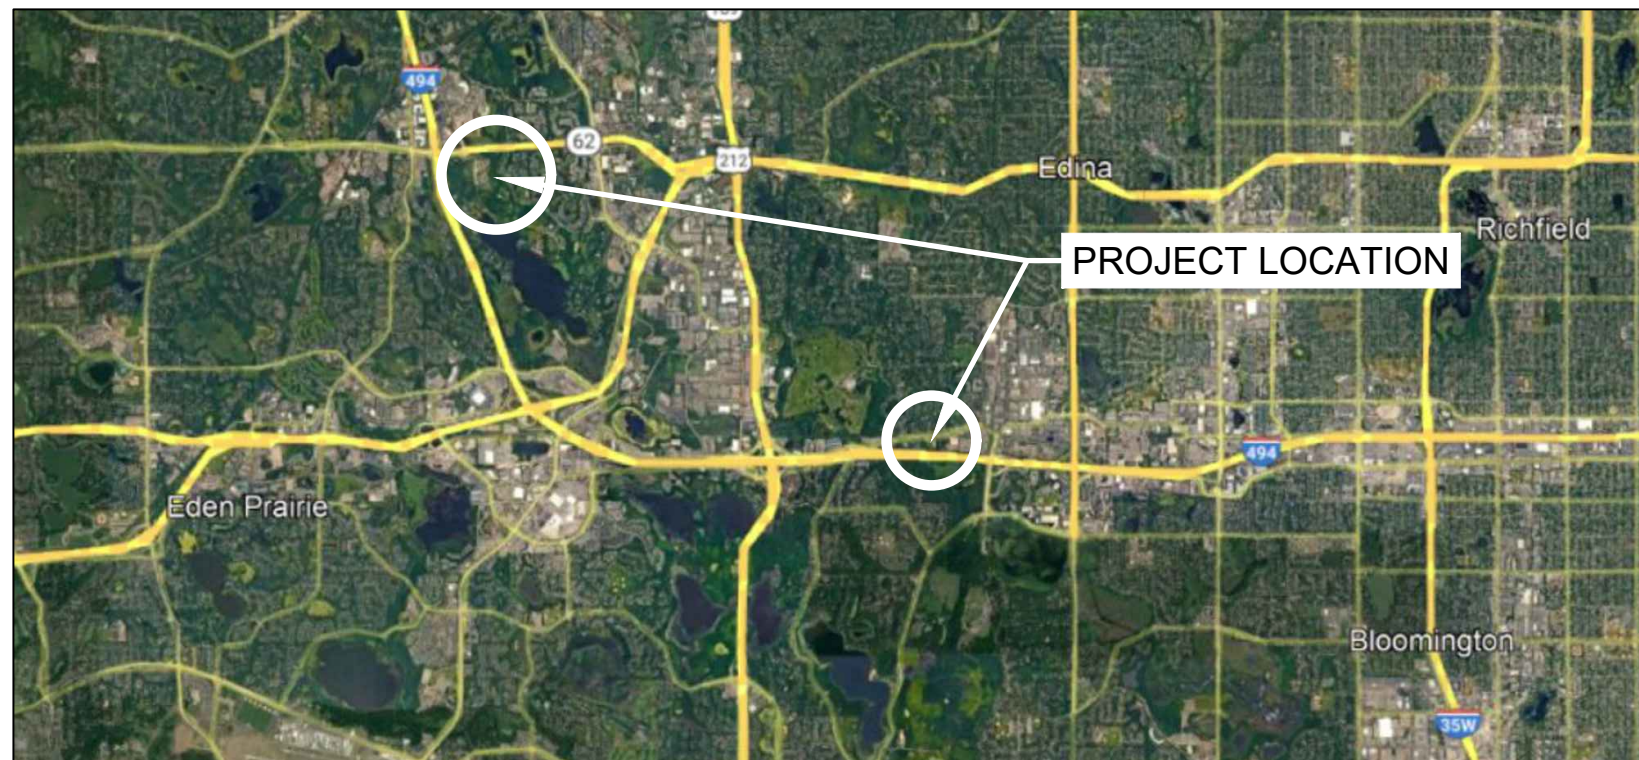 494
62
212
Edina
Richfield
PROJECT LOCATION
494
Eden Prairie
Bloomington
35W